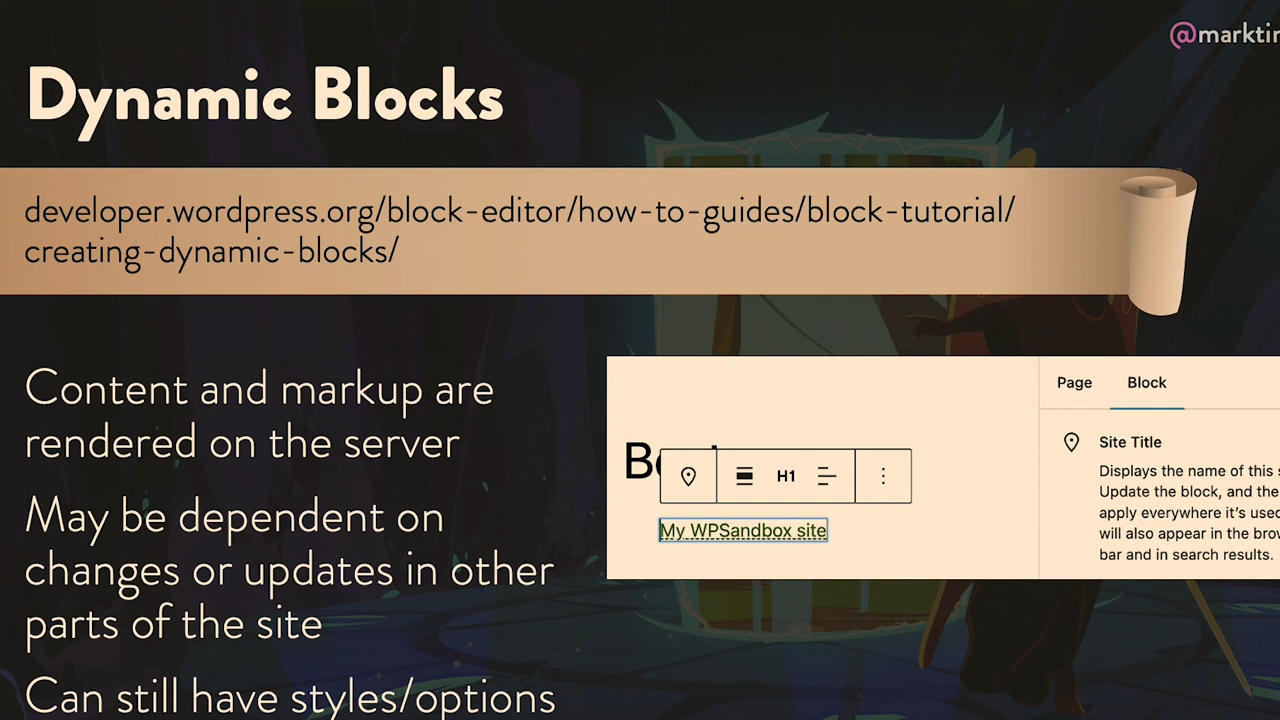 @marktim
Dynamic Blocks
developer.wordpress.org/block-editor/how-to-guides/block-tutorial/
creating-dynamic-blocks/
Content and markup are
rendered on the server
May be dependent on
changes or updates in other
parts of the site
Can still have styles/options
H1
My WPSandbox site
Page Block
Site Title
Displays the name of this
Update the block, and the
apply everywhere it's used
will also appear in the
bar and in search results.